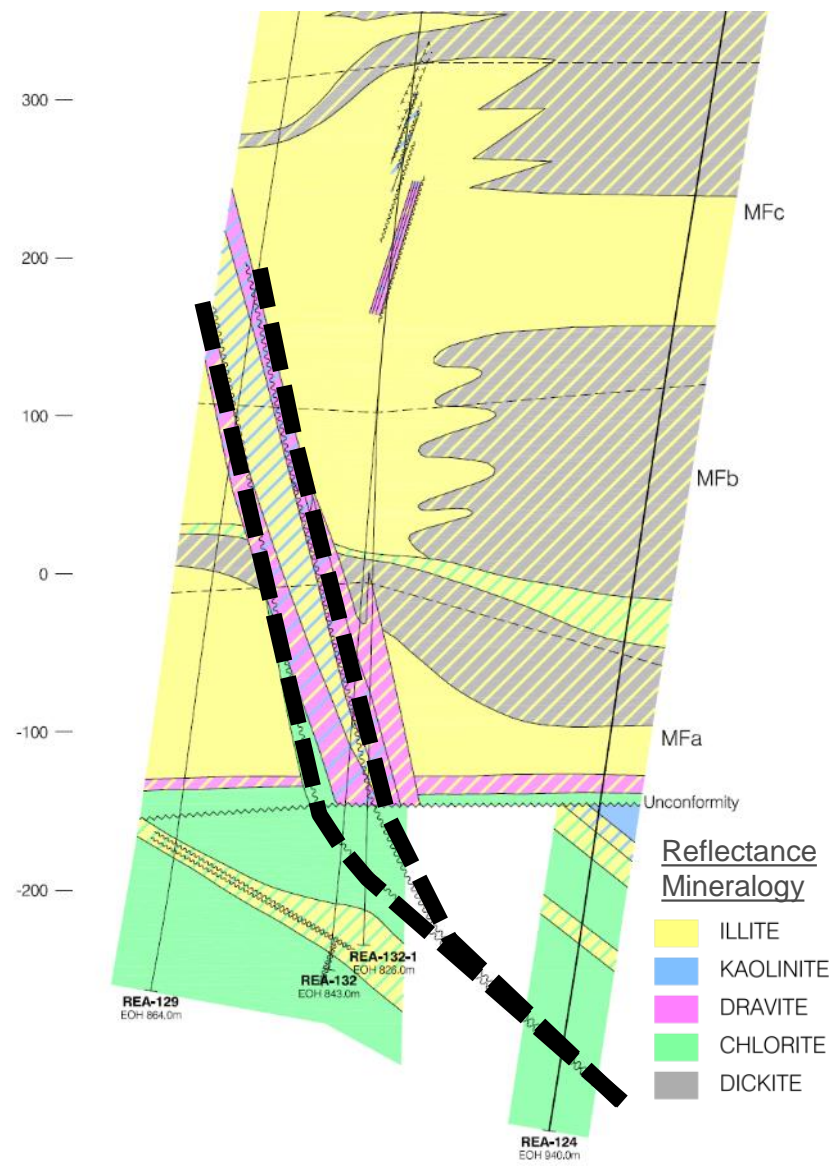 300
200
100
0
-100
-200
MFc
MFb
MFa
Unconformity
REA-132-1
EOH 826.0m
REA-132
EOH 843.0m
REA-129
EOH 864.0m
REA-124
EOH 940.0m
Reflectance
Mineralogy
ILLITE
KAOLINITE
DRAVITE
CHLORITE
DICKITE